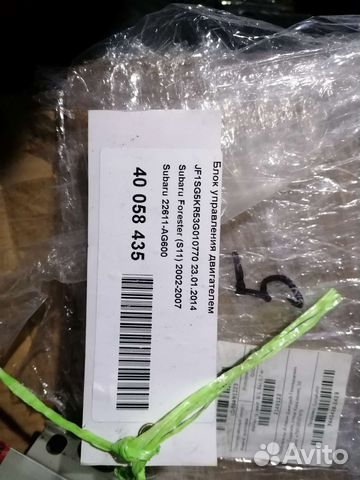 Блок управления двигателем
JF1SG5KR53G010770 23.01.2014
Subaru Forester (S11) 2002-2007
Subaru 22611-AG600
40 058 435
5
Avito